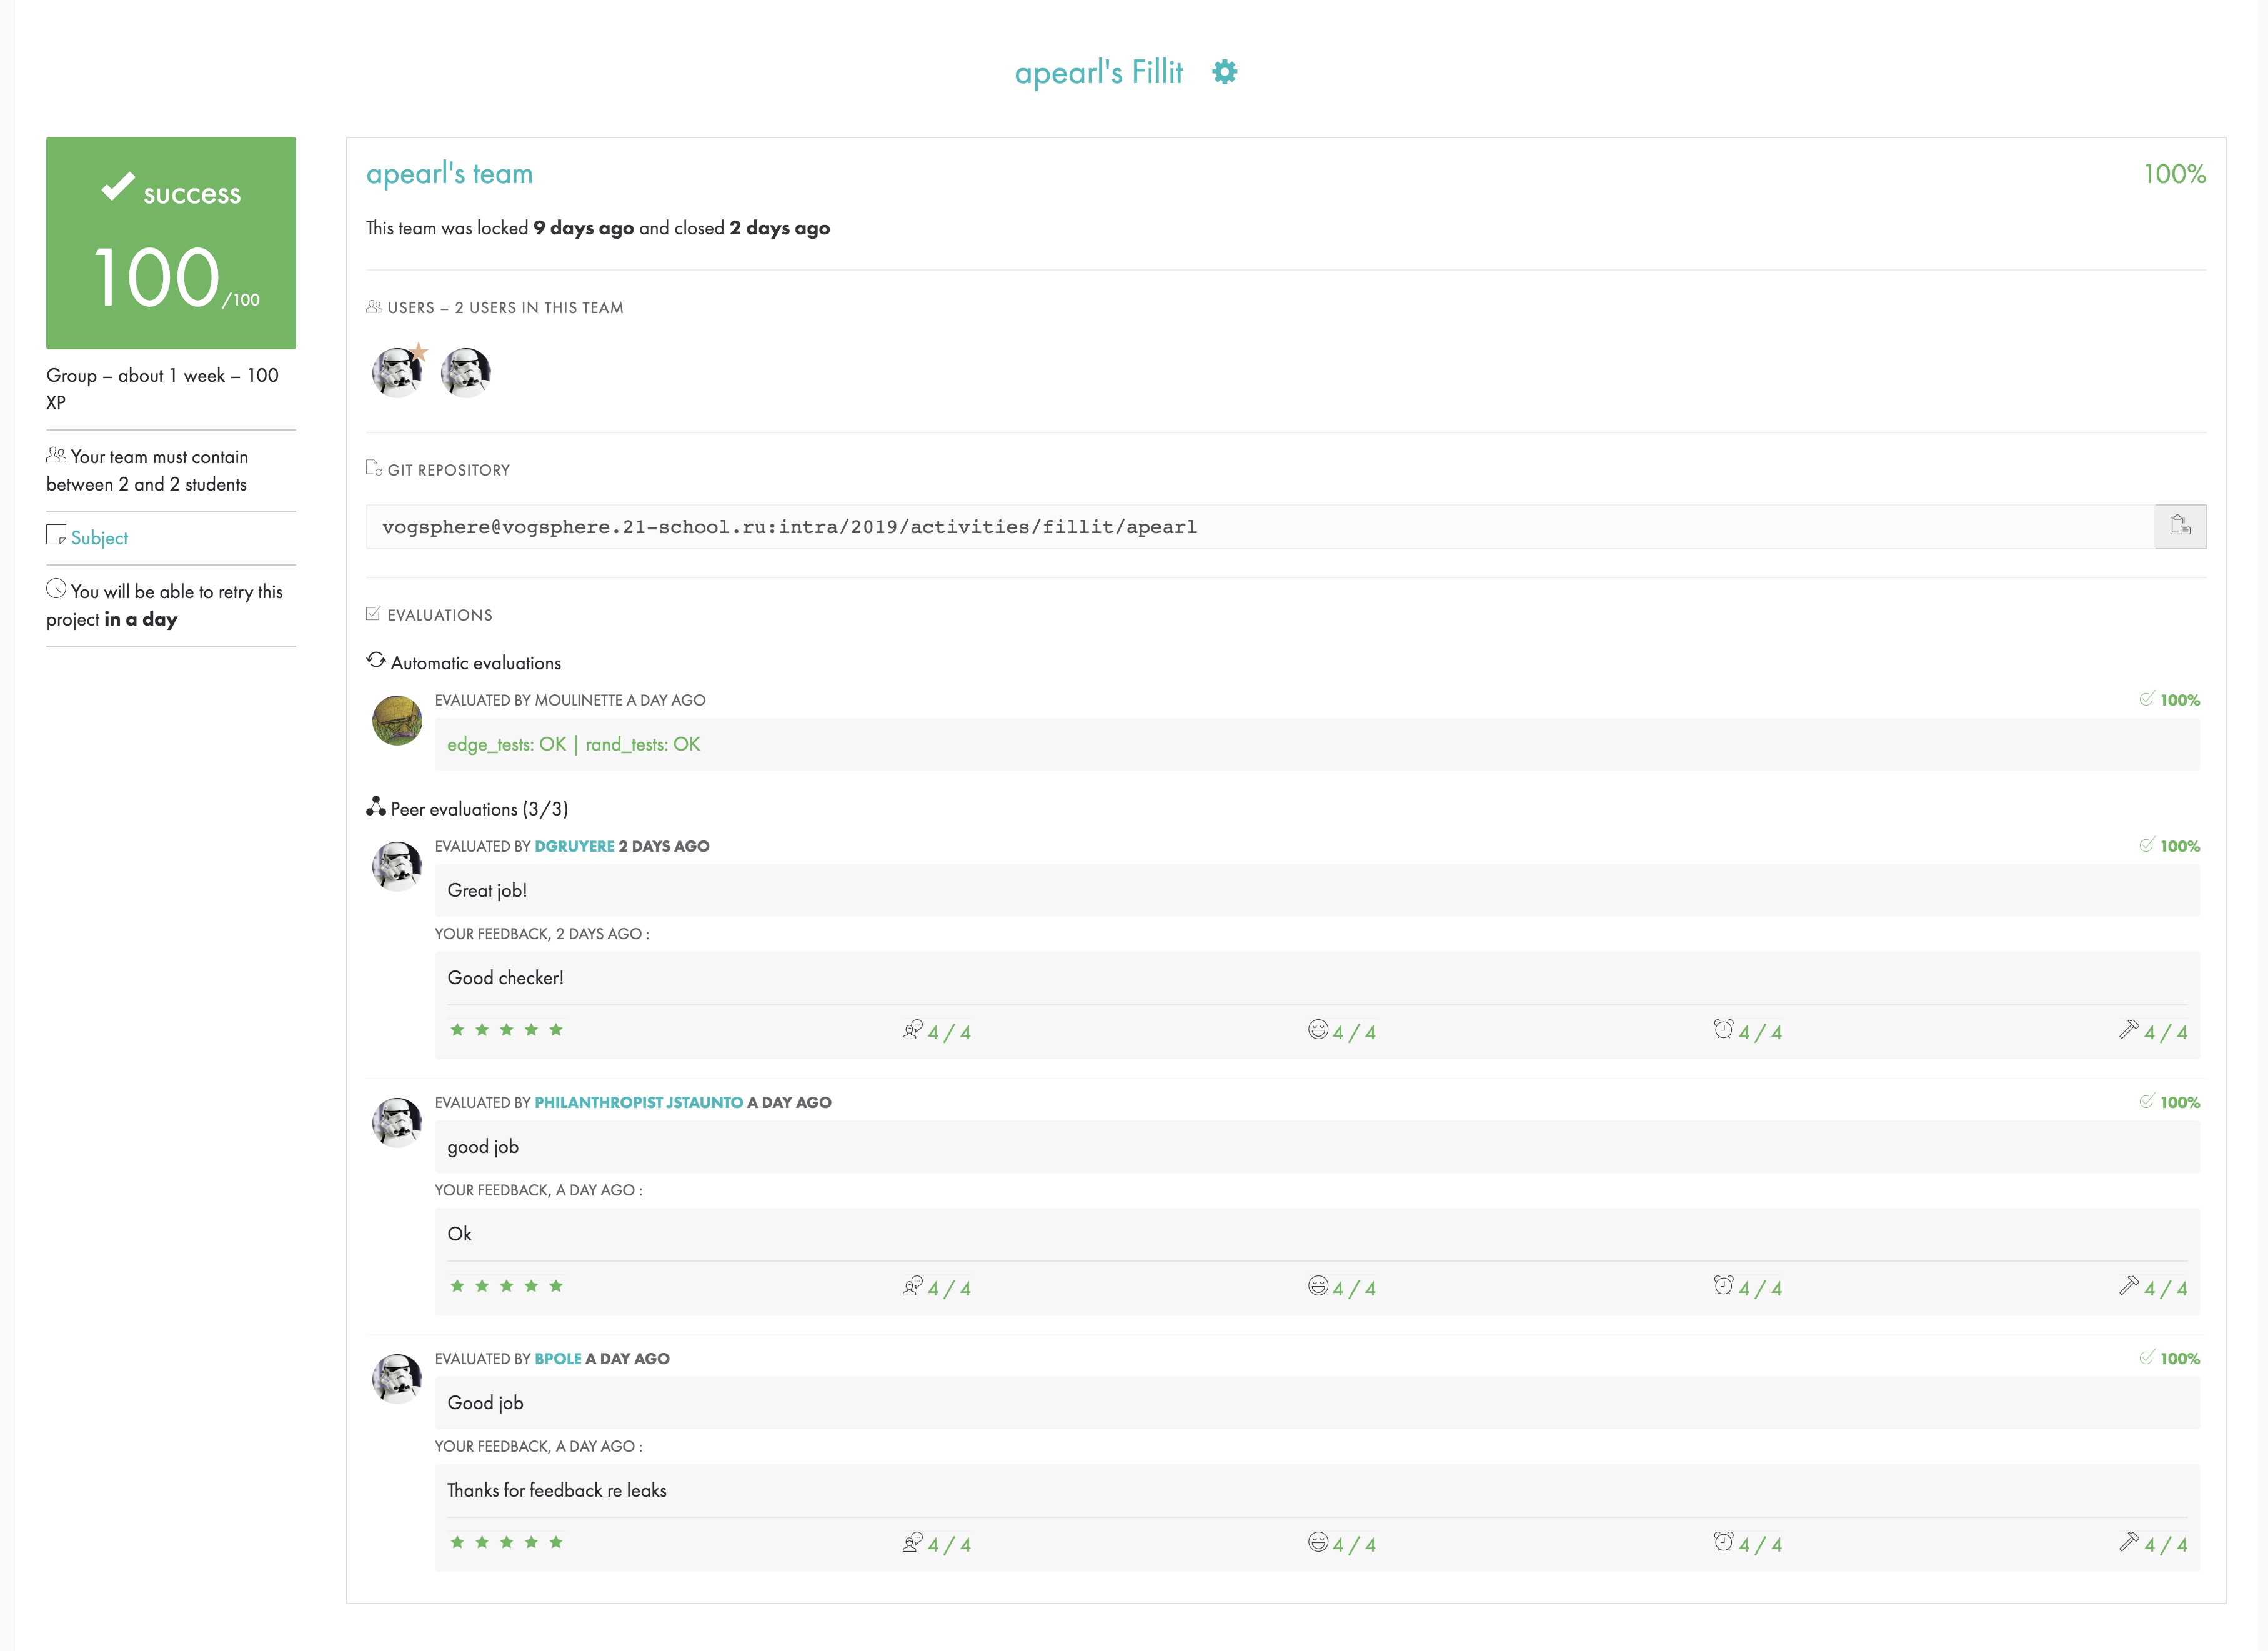 apearl's Fillit
success
100/100
Group – about 1 week – 100
XP
Your team must contain
between 2 and 2 students
Subject
You will be able to retry this
project in a day
apearl's team 100%
This team was locked 9 days ago and closed 2 days ago
USERS – 2 USERS IN THIS TEAM
GIT REPOSITORY
vogsphere@vogsphere.21-school.ru:intra/2019/activities/fillit/apearl
EVALUATIONS
Automatic evaluations
EVALUATED BY MOULINETTE A DAY AGO 100%
edge_tests: OK | rand_tests: OK
Peer evaluations (3/3)
EVALUATED BY DGRUYERE 2 DAYS AGO 100%
Great job!
YOUR FEEDBACK, 2 DAYS AGO :
Good checker!
4 / 4 4 / 4 4 / 4 4 / 4
EVALUATED BY PHILANTHROPIST JSTAUNTO A DAY AGO 100%
good job
YOUR FEEDBACK, A DAY AGO :
Ok
4 / 4 4 / 4 4 / 4 4 / 4
EVALUATED BY BPOLE A DAY AGO 100%
Good job
YOUR FEEDBACK, A DAY AGO :
Thanks for feedback re leaks
4 / 4 4 / 4 4 / 4 4 / 4